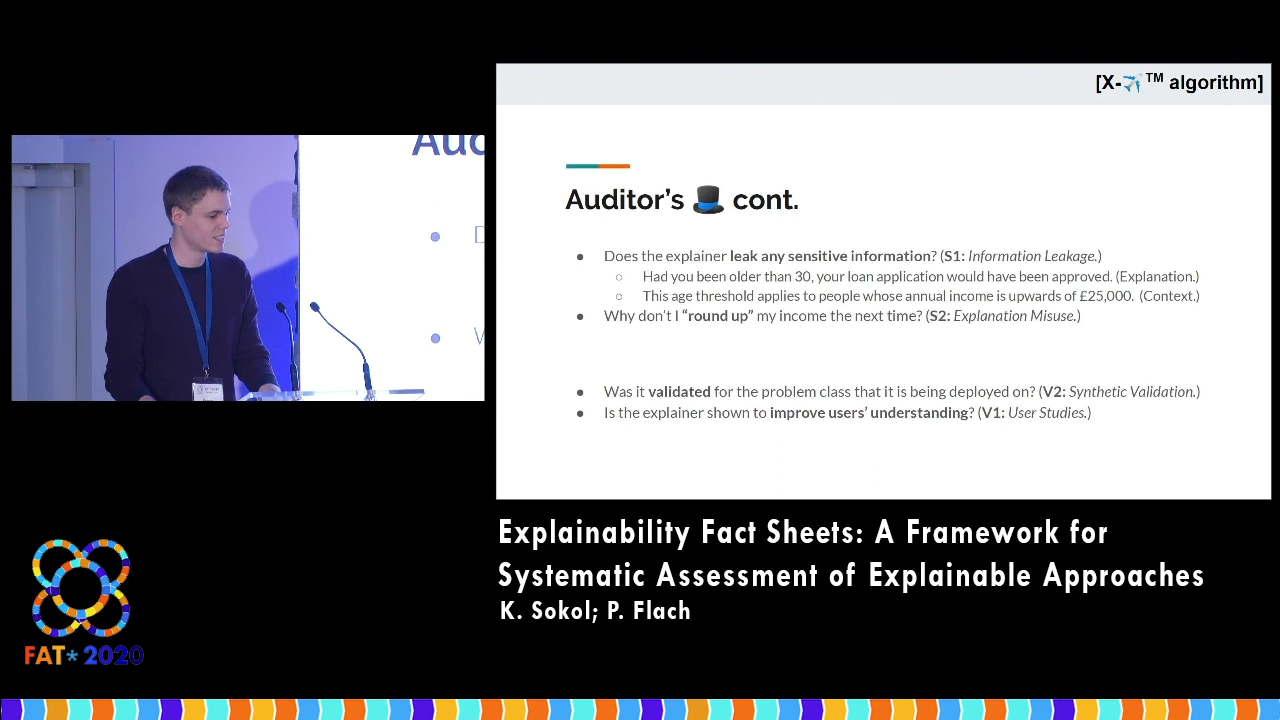 [X-✈™ algorithm]
Auditor's 🎩 cont.
● Does the explainer leak any sensitive information? (S1: Information Leakage.)
○ Had you been older than 30, your loan application would have been approved. (Explanation.)
○ This age threshold applies to people whose annual income is upwards of £25,000. (Context.)
● Why don't I “round up” my income the next time? (S2: Explanation Misuse.)
● Was it validated for the problem class that it is being deployed on? (V2: Synthetic Validation.)
● Is the explainer shown to improve users' understanding? (V1: User Studies.)
Explainability Fact Sheets: A Framework for
Systematic Assessment of Explainable Approaches
K. Sokol; P. Flach
FAT* 2020